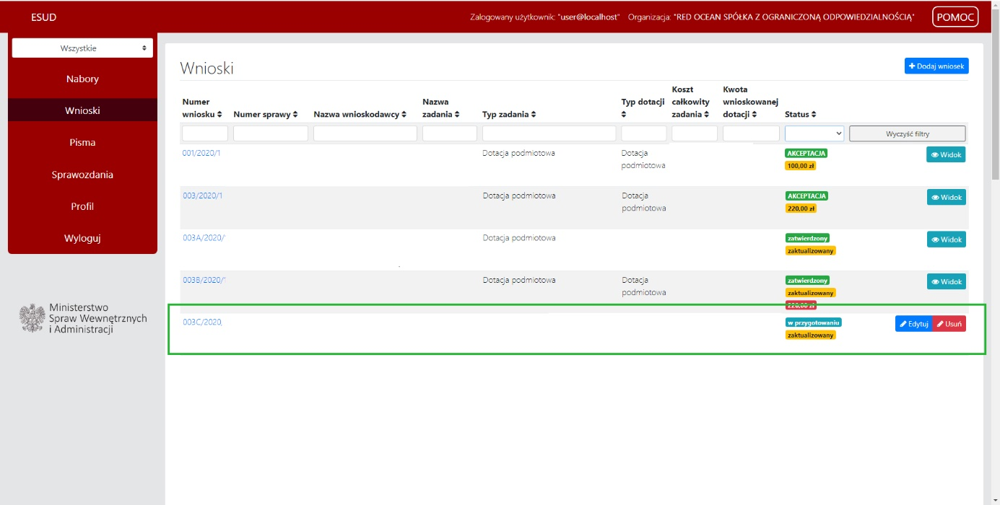 ESUD
Zalogowany użytkownik: "user@localhost" Organizacja: "RED OCEAN SPÓŁKA Z OGRANICZONĄ ODPOWIEDZIALNOŚCIĄ"
POMOC
Wszystkie
Nabory
Wnioski
Pisma
Sprawozdania
Profil
Wyloguj
Ministerstwo
Spraw Wewnętrznych
i Administracji
Wnioski
Dodaj wniosek
Numer
wniosku
Numer sprawy
Nazwa wnioskodawcy
Nazwa
zadania
Typ zadania
Typ dotacji
Koszt
całkowity
zadania
Kwota
wnioskowanej
dotacji
Status
Wyczyść filtry
001/2020/1
Dotacja podmiotowa
Dotacja
podmiotowa
AKCEPTACJA
100,00 zł
Widok
003/2020/1
Dotacja podmiotowa
Dotacja
podmiotowa
AKCEPTACJA
220,00 zł
Widok
003A/2020/
Dotacja podmiotowa
zatwierdzony
zaktualizowany
Widok
003B/2020/
Dotacja podmiotowa
Dotacja
podmiotowa
zatwierdzony
zaktualizowany
220,00 zł
Widok
003C/2020,
w przygotowaniu
zaktualizowany
Edytuj
Usuń